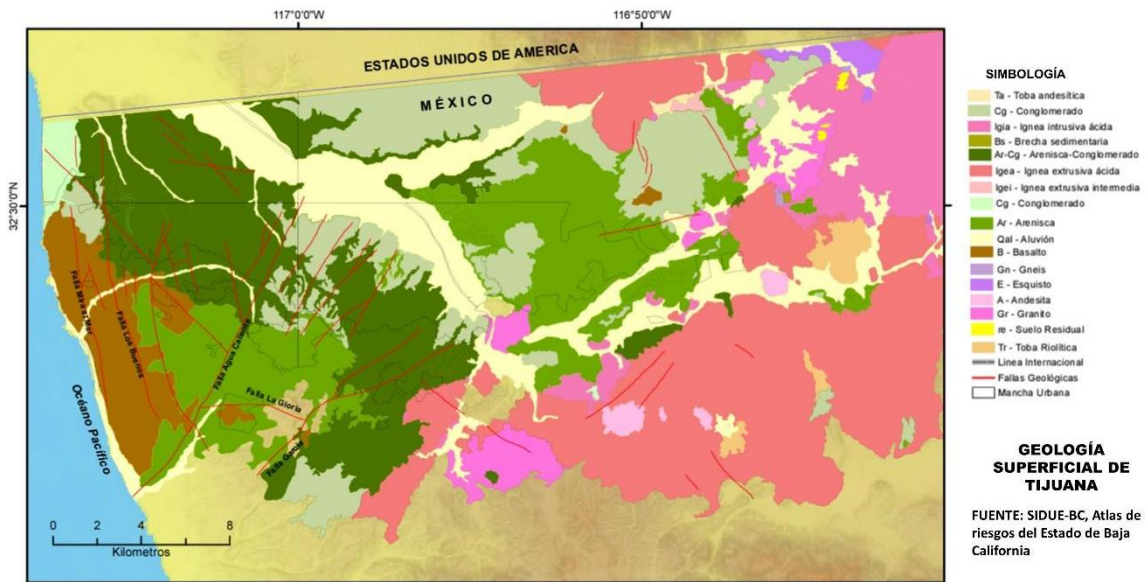 117°0'0"W
116°50'0"W
32°30'0"N
ESTADOS UNIDOS DE AMERICA
MÉXICO
Falla Mirarl Mar
Falla Los Buenos
Falla Agua Caliente
Falla La Gloria
Falla García
Océano Pacífico
0 2 4 8
Kilometros
SIMBOLOGÍA
Ta - Toba andesítica
Cg - Conglomerado
Igia - Ignea intrusiva ácida
Bs - Brecha sedimentaria
Ar-Cg - Arenisca-Conglomerado
Igea - Ignea extrusiva ácida
Igei - Ignea extrusiva intermedia
Cg - Conglomerado
Ar - Arenisca
Qal - Aluvión
B - Basalto
Gn - Gneis
E - Esquisto
A - Andesita
Gr - Granito
re - Suelo Residual
Tr - Toba Riolítica
Linea Internacional
Fallas Geológicas
Mancha Urbana
GEOLOGÍA
SUPERFICIAL DE
TIJUANA
FUENTE: SIDUE-BC, Atlas de
riesgos del Estado de Baja
California